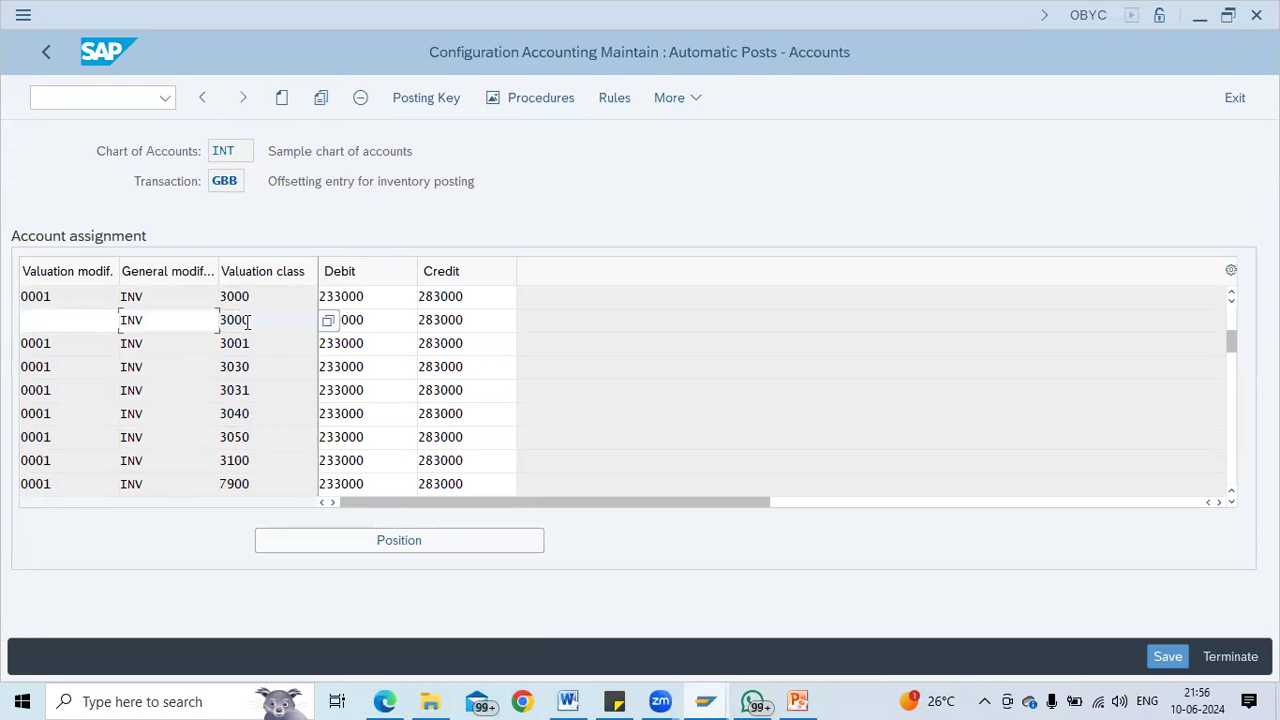 OBYC
SAP
Configuration Accounting Maintain : Automatic Posts - Accounts
Posting Key Procedures Rules More Exit
Chart of Accounts: INT Sample chart of accounts
Transaction: GBB Offsetting entry for inventory posting
Account assignment
Valuation modif. General modif... Valuation class Debit Credit
0001 INV 3000 233000 283000
INV 3000 000 283000
0001 INV 3001 233000 283000
0001 INV 3030 233000 283000
0001 INV 3031 233000 283000
0001 INV 3040 233000 283000
0001 INV 3050 233000 283000
0001 INV 3100 233000 283000
0001 INV 7900 233000 283000
Position
Save Terminate
Type here to search 99+ 99+ 1 26°C ENG 21:56
10-06-2024